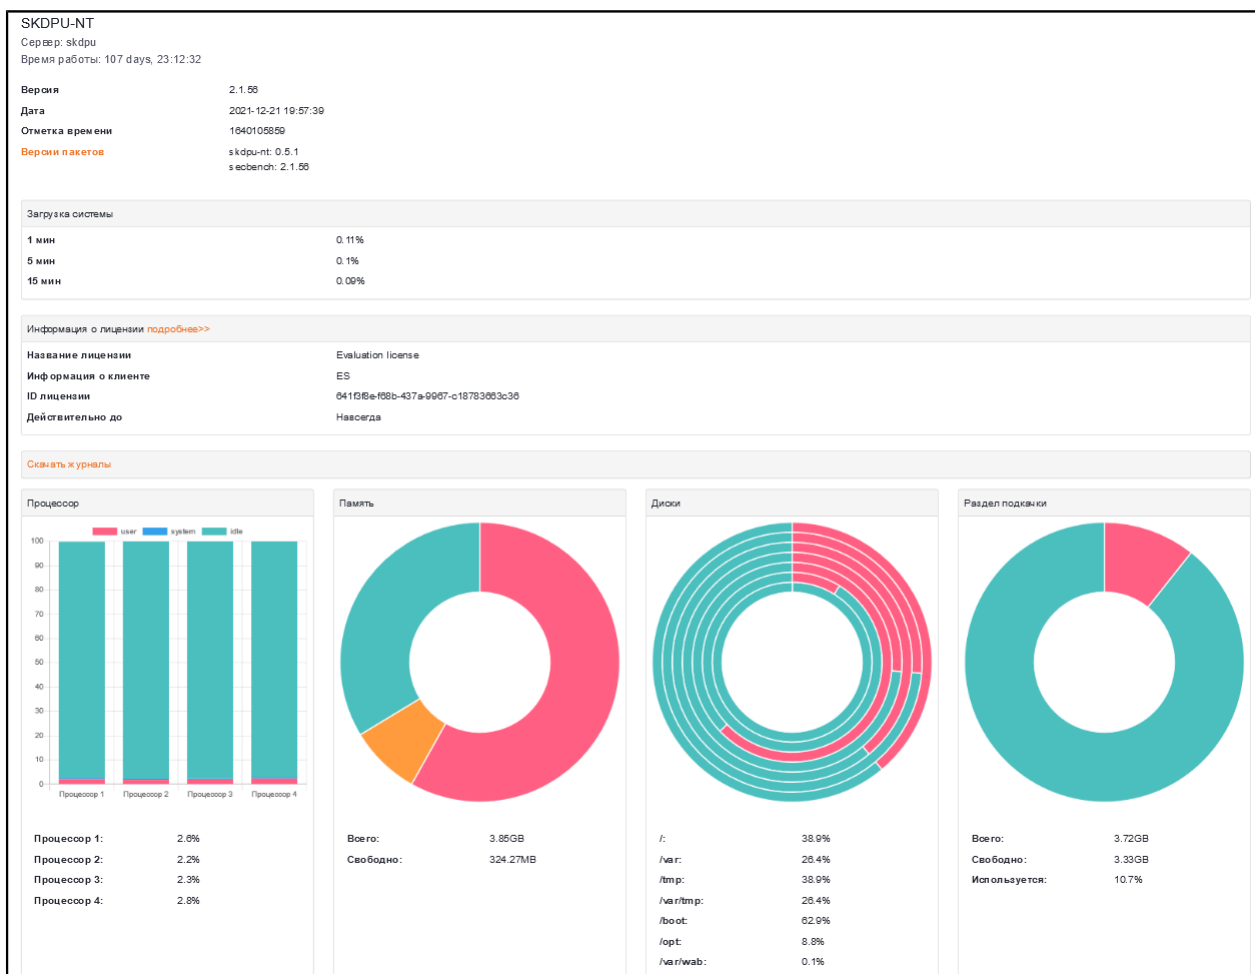 SKDPU-NT
Сервер: skdpu
Время работы: 107 days, 23:12:32
Версия 2.1.56
Дата 2021-12-21 19:57:39
Отметка времени 1640105859
Версии пакетов skdpu-nt: 0.5.1
secbench: 2.1.56
Загрузка системы
1 мин 0.11%
5 мин 0.1%
15 мин 0.09%
Информация о лицензии подробнее>>
Название лицензии Evaluation license
Информация о клиенте ES
ID лицензии 641f3f8e-f68b-437a-9967-c18783663c36
Действительно до Навсегда
Скачать журналы
Процессор
user system idle
100
90
80
70
60
50
40
30
20
10
0
Процессор 1 Процессор 2 Процессор 3 Процессор 4
Процессор 1: 2.6%
Процессор 2: 2.2%
Процессор 3: 2.3%
Процессор 4: 2.8%
Память
Всего: 3.85GB
Свободно: 324.27MB
Диски
/: 38.9%
/var: 26.4%
/tmp: 38.9%
/var/tmp: 26.4%
/boot: 62.9%
/opt: 8.8%
/var/wab: 0.1%
Раздел подкачки
Всего: 3.72GB
Свободно: 3.33GB
Используется: 10.7%